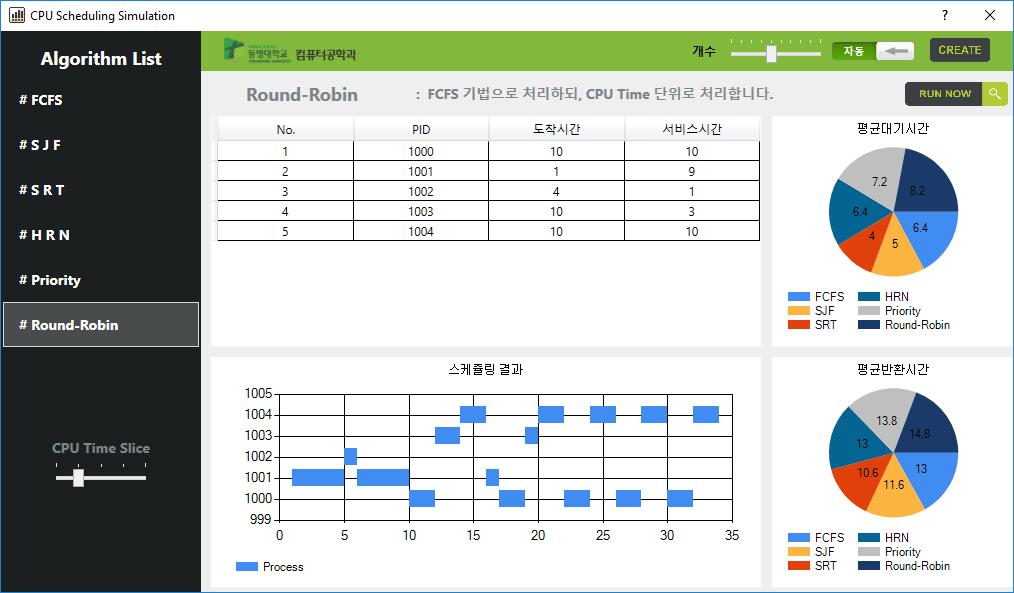 CPU Scheduling Simulation
?
Algorithm List
# FCFS
# S J F
# S R T
# H R N
# Priority
# Round-Robin
CPU Time Slice
동명대학교 컴퓨터공학과
개수
자동
CREATE
Round-Robin : FCFS 기법으로 처리하되, CPU Time 단위로 처리합니다.
RUN NOW
No. PID 도착시간 서비스시간
1 1000 10 10
2 1001 1 9
3 1002 4 1
4 1003 10 3
5 1004 10 10
평균대기시간
7.2 8.2
6.4 6.4
4 5
FCFS HRN
SJF Priority
SRT Round-Robin
스케쥴링 결과
1005
1004
1003
1002
1001
1000
999
0 5 10 15 20 25 30 35
Process
평균반환시간
13.8 14.8
13 13
10.6 11.6
FCFS HRN
SJF Priority
SRT Round-Robin